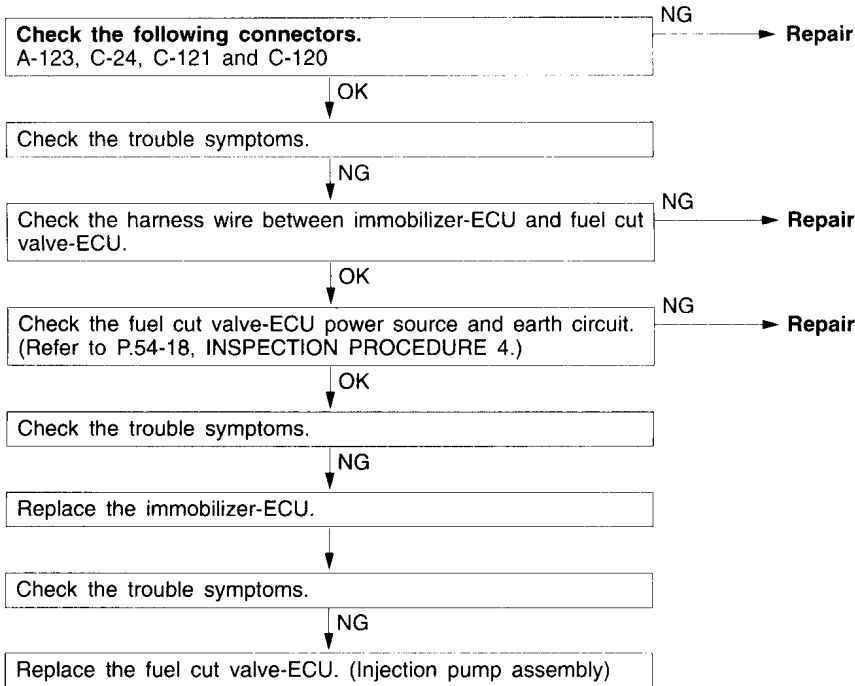 Check the following connectors.
A-123, C-24, C-121 and C-120
NG
Repair
OK
Check the trouble symptoms.
NG
Check the harness wire between immobilizer-ECU and fuel cut
valve-ECU.
NG
Repair
OK
Check the fuel cut valve-ECU power source and earth circuit.
(Refer to P.54-18, INSPECTION PROCEDURE 4.)
NG
Repair
OK
Check the trouble symptoms.
NG
Replace the immobilizer-ECU.
Check the trouble symptoms.
NG
Replace the fuel cut valve-ECU. (Injection pump assembly)